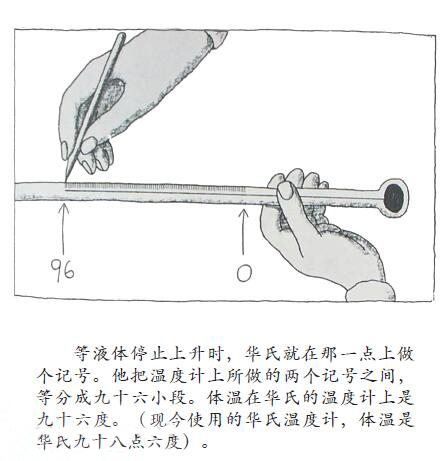 96
0
等液体停止上升时，华氏就在那一点上做
个记号。他把温度计上所做的两个记号之间，
等分成九十六小段。体温在华氏的温度计上是
九十六度。（现今使用的华氏温度计，体温是
华氏九十八点六度）。